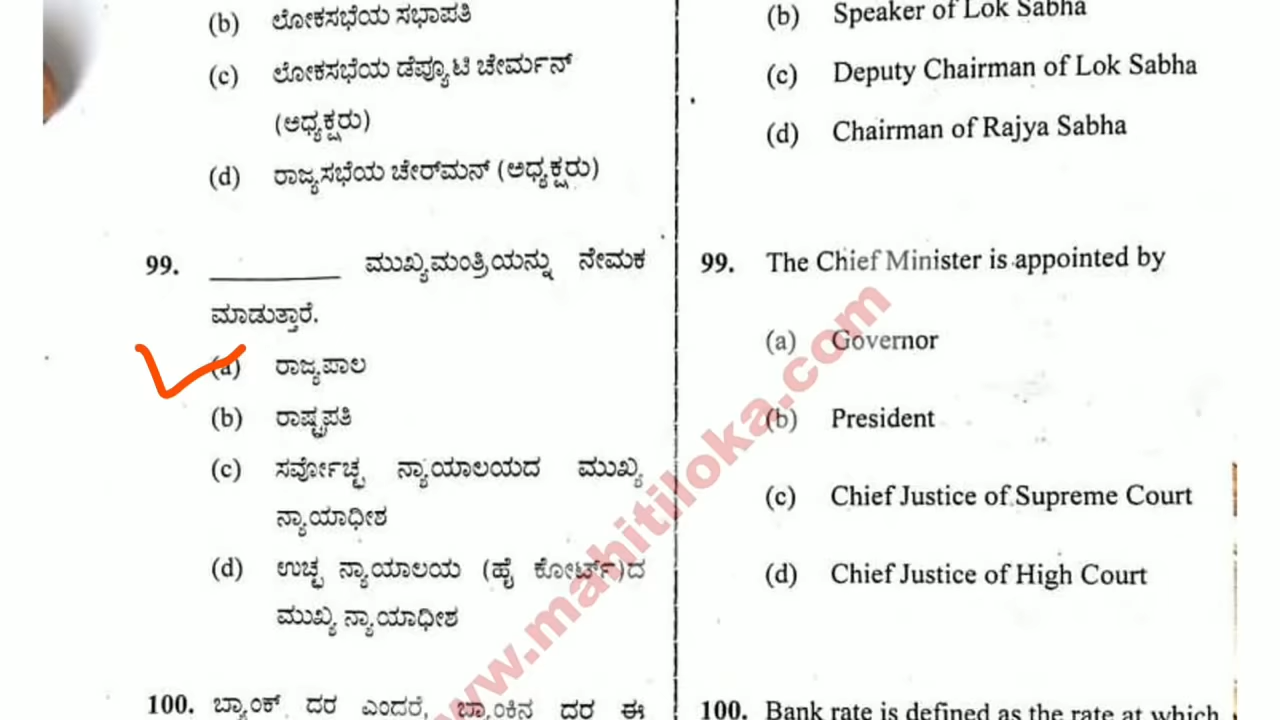 (b) ಲೋಕಸಭೆಯ ಸಭಾಪತಿ
(c) ಲೋಕಸಭೆಯ ಡೆಪ್ಯೂಟಿ ಚೇರ್ಮನ್
(ಅಧ್ಯಕ್ಷರು)
(d) ರಾಜ್ಯಸಭೆಯ ಚೇರ್‌ಮನ್ (ಅಧ್ಯಕ್ಷರು)
99. ________ ಮುಖ್ಯಮಂತ್ರಿಯನ್ನು ನೇಮಕ
ಮಾಡುತ್ತಾರೆ.
(a) ರಾಜ್ಯಪಾಲ
(b) ರಾಷ್ಟ್ರಪತಿ
(c) ಸರ್ವೋಚ್ಛ ನ್ಯಾಯಾಲಯದ ಮುಖ್ಯ
ನ್ಯಾಯಾಧೀಶ
(d) ಉಚ್ಛ ನ್ಯಾಯಾಲಯ (ಹೈ ಕೋರ್ಟ್)ದ
ಮುಖ್ಯ ನ್ಯಾಯಾಧೀಶ
100. ಬ್ಯಾಂಕ್ ದರ ಎಂದರೆ, ಬ್ಯಾಂಕಿನ ದರ ಈ
(b) Speaker of Lok Sabha
(c) Deputy Chairman of Lok Sabha
(d) Chairman of Rajya Sabha
99. The Chief Minister is appointed by
(a) Governor
(b) President
(c) Chief Justice of Supreme Court
(d) Chief Justice of High Court
100. Bank rate is defined as the rate at which
www.mahitiloka.com